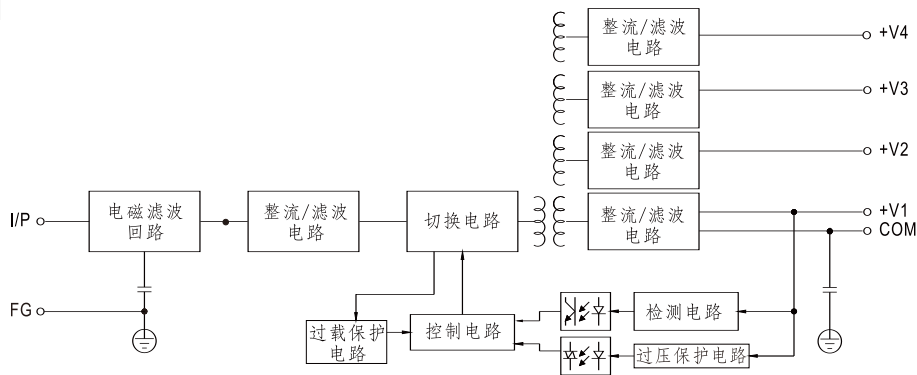 整流/滤波
电路
+V4
整流/滤波
电路
+V3
整流/滤波
电路
+V2
I/P
电磁滤波
回路
整流/滤波
电路
切换电路
整流/滤波
电路
+V1
COM
FG
过载保护
电路
控制电路
检测电路
过压保护电路